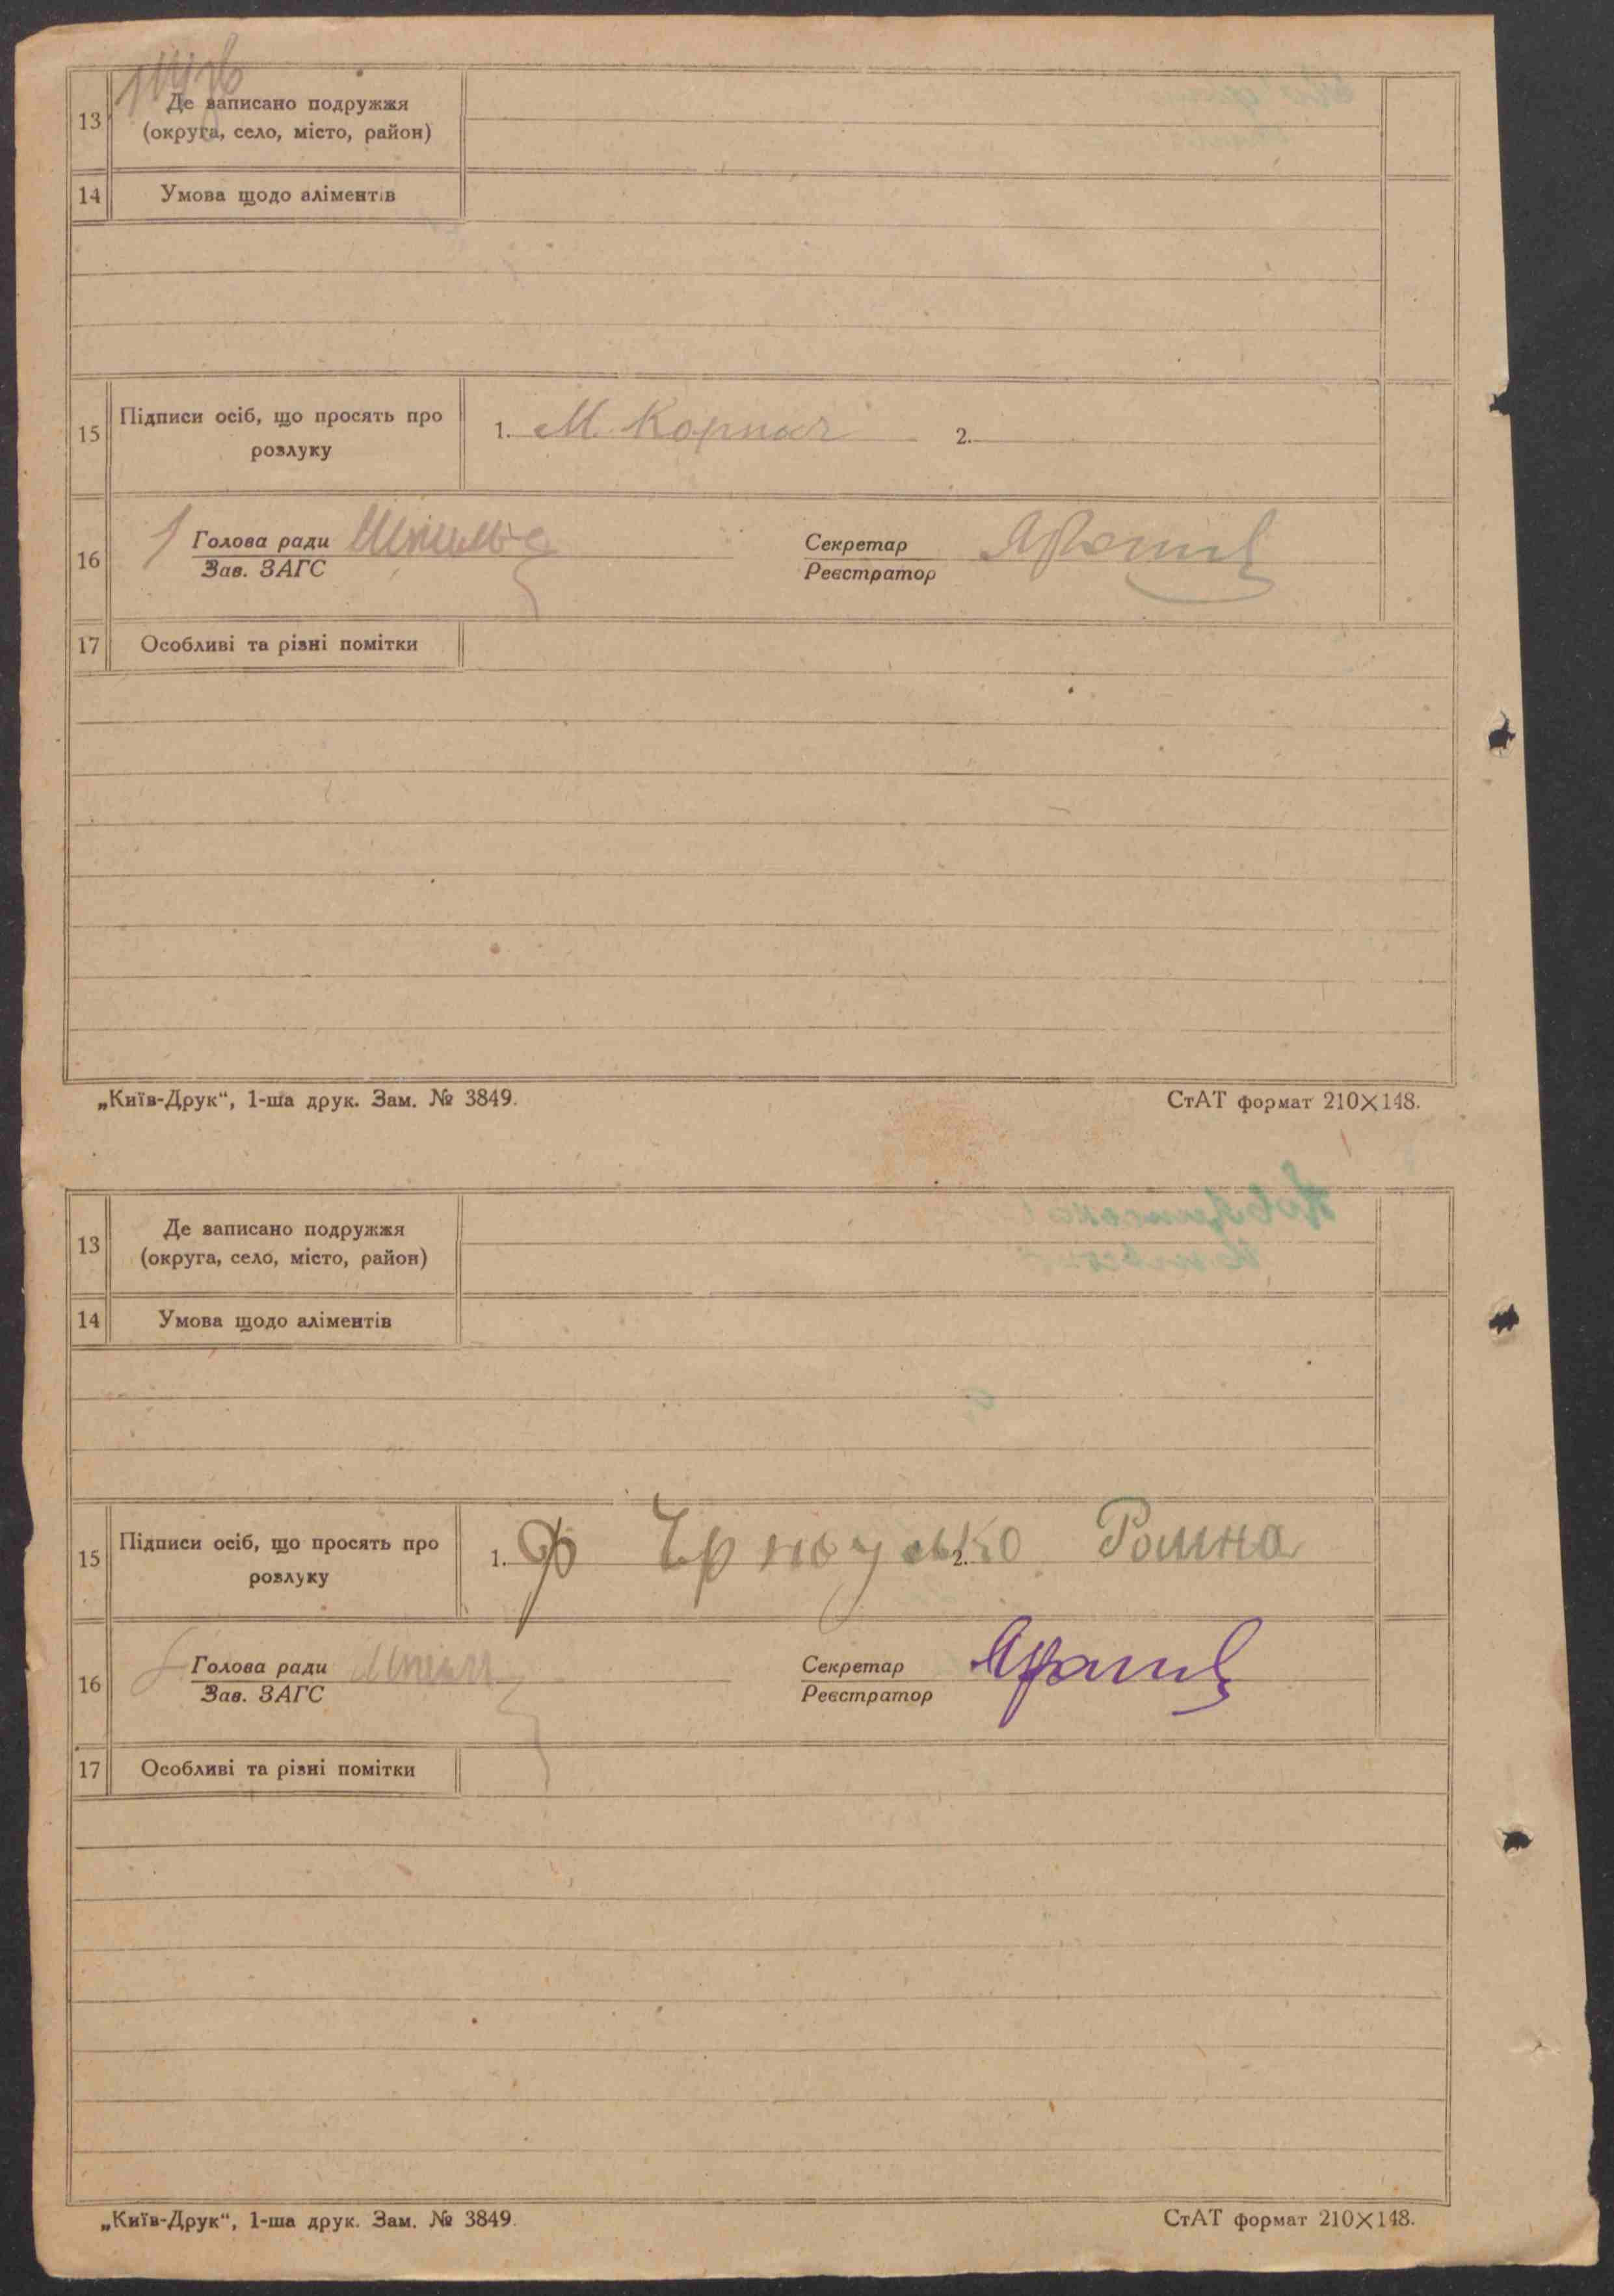 13
Де записано подружжя
(округа, село, місто, район)
14
Умова щодо аліментів
15
Підписи осіб, що просять про
розлуку
1. М. Корпач 2.
16
Голова ради
Зав. ЗАГС
Секретар
Реєстратор
17
Особливі та різні помітки
„Київ-Друк“, 1-ша друк. Зам. № 3849.
СтАТ формат 210×148.
13
Де записано подружжя
(округа, село, місто, район)
14
Умова щодо аліментів
15
Підписи осіб, що просять про
розлуку
1. Ф 2.
16
Голова ради
Зав. ЗАГС
Секретар
Реєстратор
17
Особливі та різні помітки
„Київ-Друк“, 1-ша друк. Зам. № 3849.
СтАТ формат 210×148.